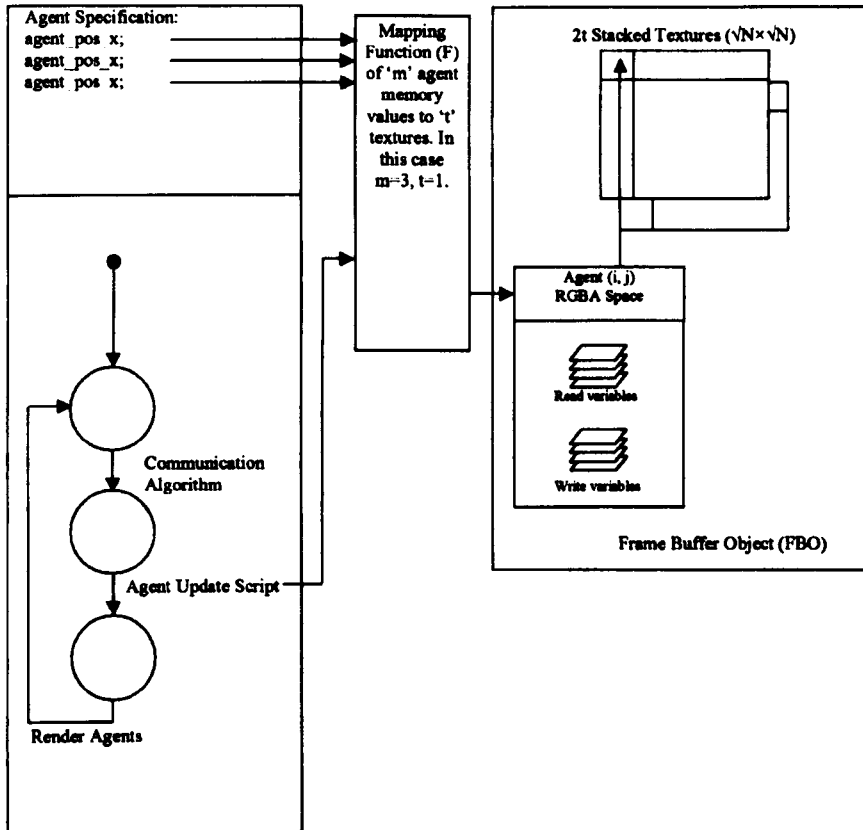 Agent Specification:
agent_pos_x;
agent_pos_x;
agent_pos_x;
Mapping
Function (F)
of ‘m’ agent
memory
values to ‘t’
textures. In
this case
m=3, t=1.
2t Stacked Textures (√N×√N)
Agent (i, j)
RGBA Space
Read variables
Write variables
Frame Buffer Object (FBO)
Communication
Algorithm
Agent Update Script
Render Agents